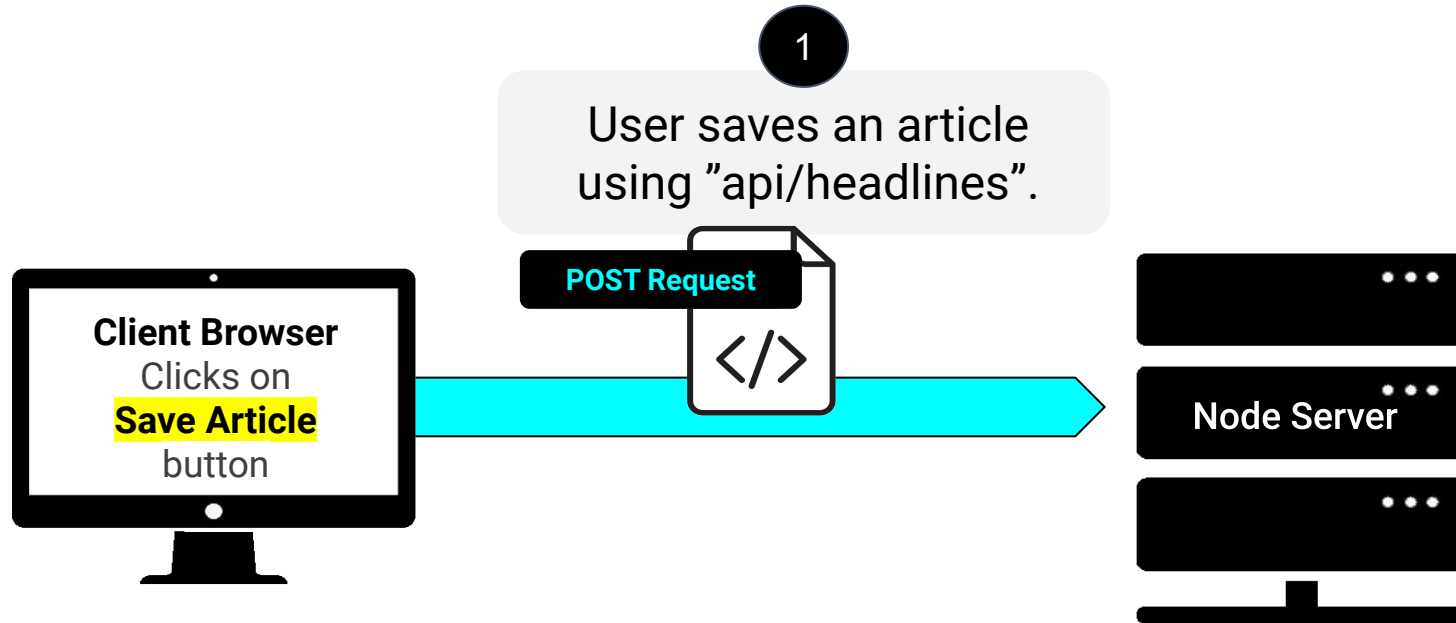 1
User saves an article
using ”api/headlines”.
POST Request
</>
Client Browser
Clicks on
Save Article
button
Node Server